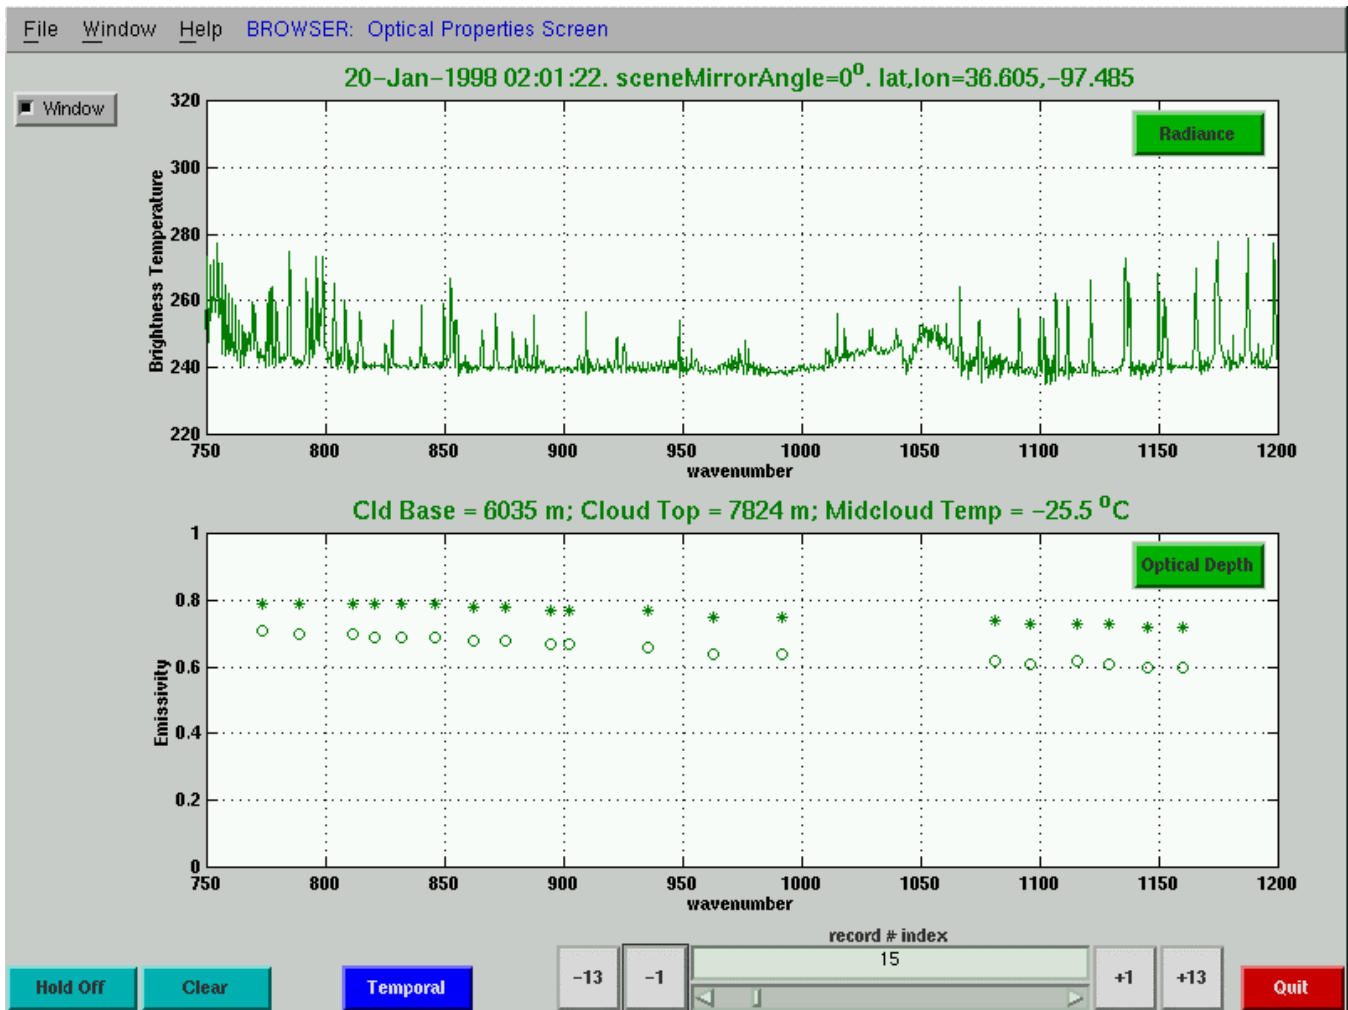 File Window Help BROWSER: Optical Properties Screen
Window
20-Jan-1998 02:01:22. sceneMirrorAngle=0⁰. lat,lon=36.605,-97.485
Radiance
320
300
280
260
240
220
Brightness Temperature
750 800 850 900 950 1000 1050 1100 1150 1200
wavenumber
Cld Base = 6035 m; Cloud Top = 7824 m; Midcloud Temp = -25.5 ⁰C
Optical Depth
1
0.8
0.6
0.4
0.2
0
Emissivity
750 800 850 900 950 1000 1050 1100 1150 1200
wavenumber
record # index
Hold Off Clear Temporal -13 -1 15 +1 +13 Quit